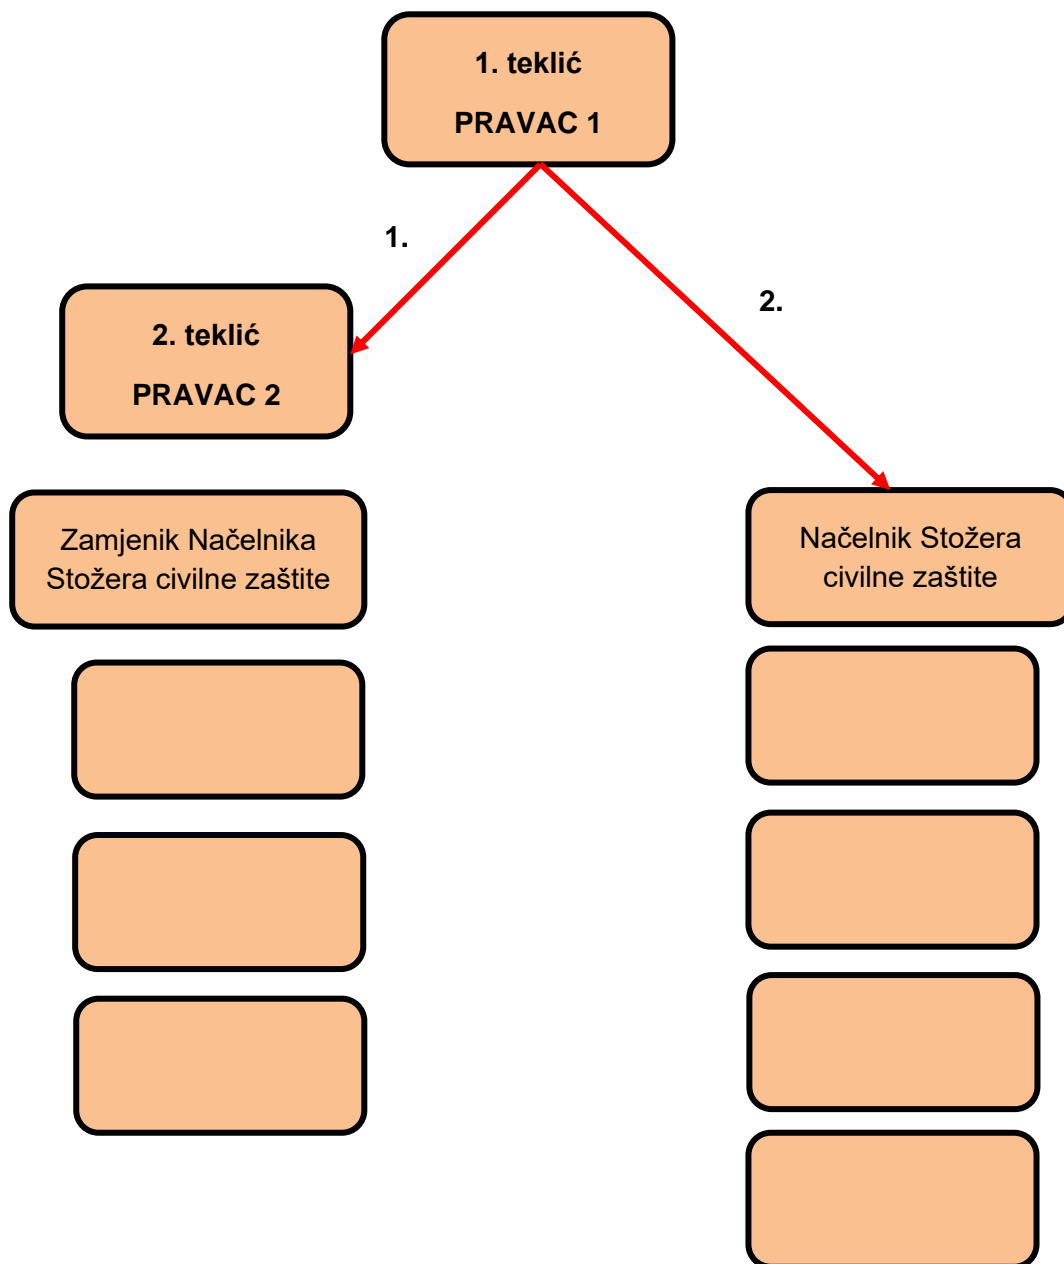 1. teklić
PRAVAC 1
1.
2.
2. teklić
PRAVAC 2
Zamjenik Načelnika
Stožera civilne zaštite
Načelnik Stožera
civilne zaštite